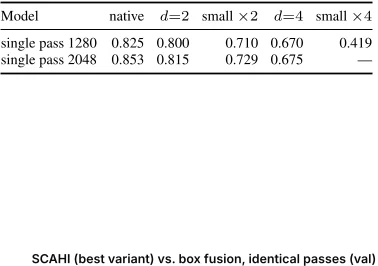 Model native d=2 small ×2 d=4 small ×4
single pass 1280 0.825 0.800 0.710 0.670 0.419
single pass 2048 0.853 0.815 0.729 0.675 —
SCAHI (best variant) vs. box fusion, identical passes (val)